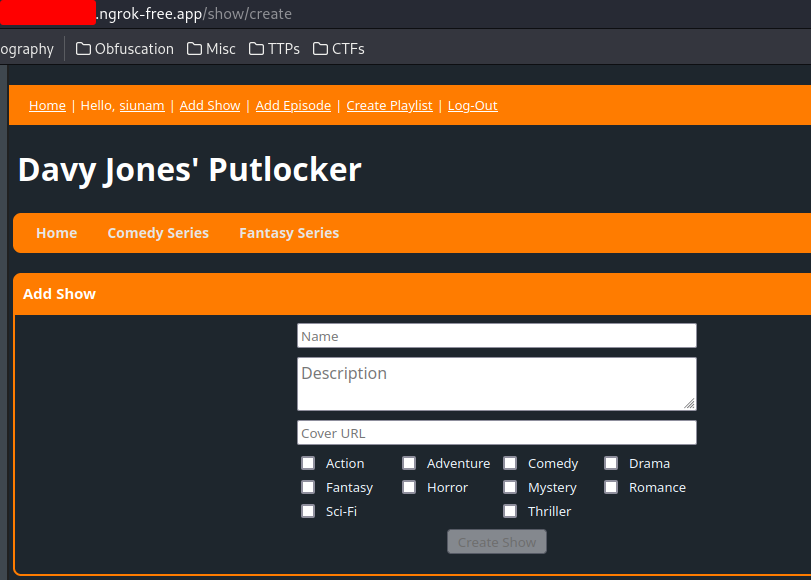 .ngrok-free.app/show/create
ography | Obfuscation Misc TTPs CTFs
Home | Hello, siunam | Add Show | Add Episode | Create Playlist | Log-Out
Davy Jones' Putlocker
Home Comedy Series Fantasy Series
Add Show
Name
Description
Cover URL
Action Adventure Comedy Drama
Fantasy Horror Mystery Romance
Sci-Fi Thriller
Create Show